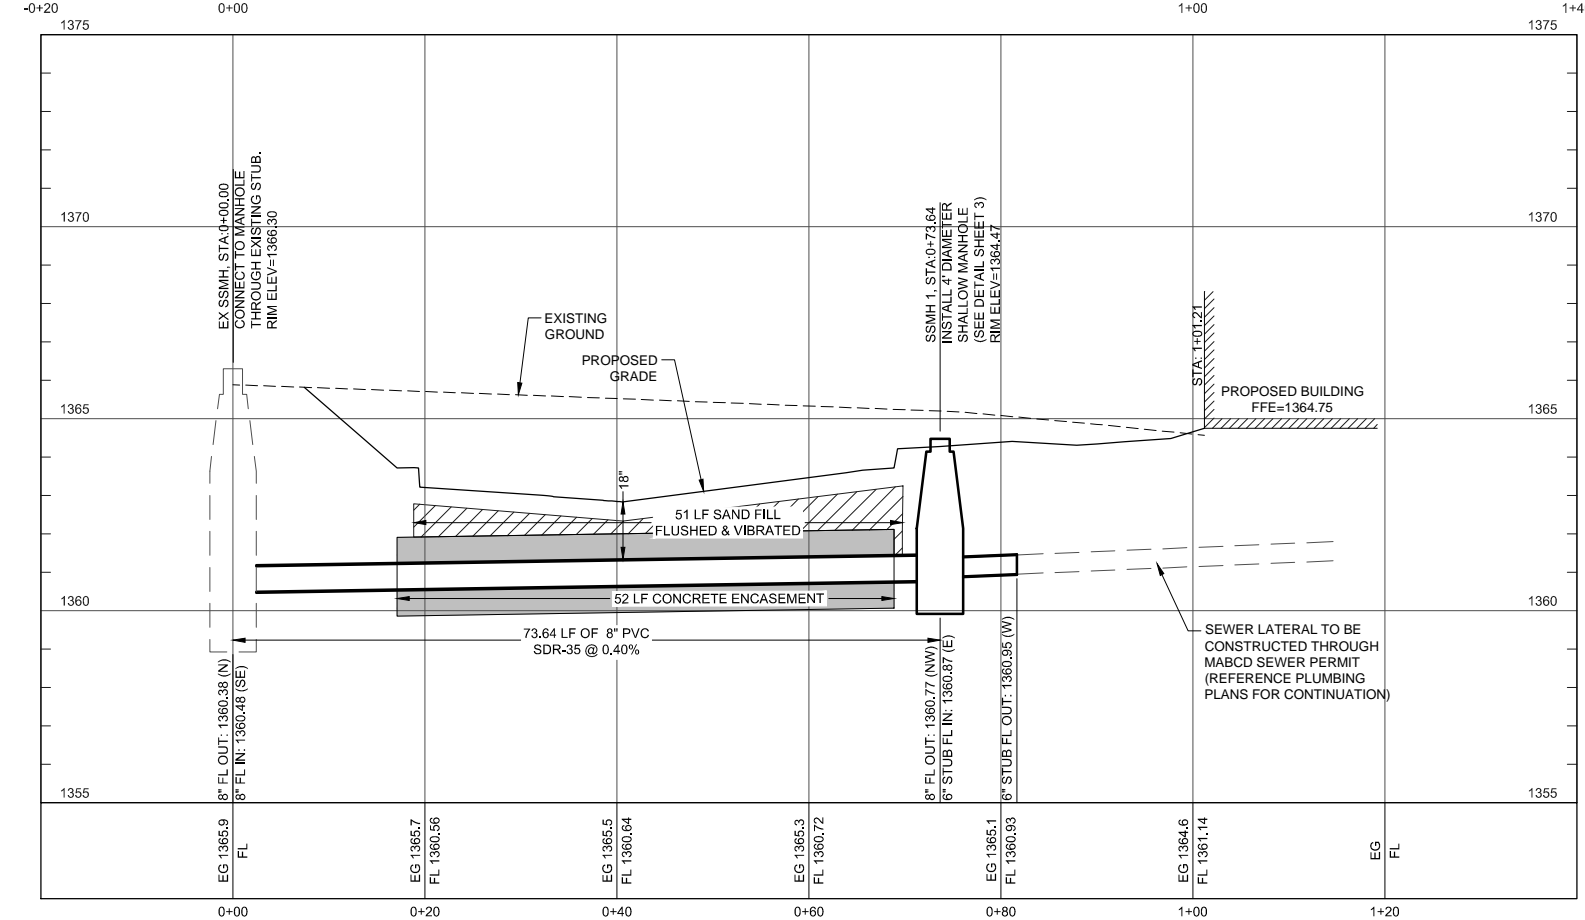 -0+20
0+00
1+00
1+4
1375
1375
1370
1370
1365
1365
1360
1360
1355
1355
EX SSMH, STA:0+00.00
CONNECT TO MANHOLE
THROUGH EXISTING STUB.
RIM ELEV=1366.30
EXISTING
GROUND
PROPOSED
GRADE
SSMH 1, STA:0+73.64
INSTALL 4' DIAMETER
SHALLOW MANHOLE
(SEE DETAIL SHEET 3)
RIM ELEV=1364.47
STA: 1+01.21
PROPOSED BUILDING
FFE=1364.75
18"
51 LF SAND FILL
FLUSHED & VIBRATED
52 LF CONCRETE ENCASEMENT
73.64 LF OF 8" PVC
SDR-35 @ 0.40%
SEWER LATERAL TO BE
CONSTRUCTED THROUGH
MABCD SEWER PERMIT
(REFERENCE PLUMBING
PLANS FOR CONTINUATION)
8" FL OUT: 1360.38 (N)
8" FL IN: 1360.48 (SE)
8" FL OUT: 1360.77 (NW)
6" STUB FL IN: 1360.87 (E)
6" STUB FL OUT: 1360.95 (W)
EG 1365.9
FL
EG 1365.7
FL 1360.56
EG 1365.5
FL 1360.64
EG 1365.3
FL 1360.72
EG 1365.1
FL 1360.93
EG 1364.6
FL 1361.14
EG
FL
0+00
0+20
0+40
0+60
0+80
1+00
1+20